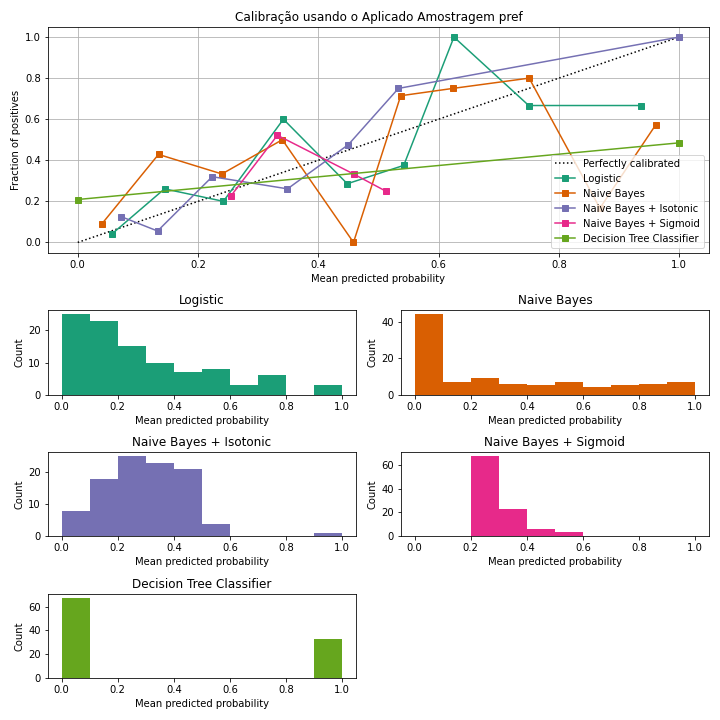 Calibração usando o Aplicado Amostragem pref
Fraction of positives
1.0
0.8
0.6
0.4
0.2
0.0
0.0 0.2 0.4 0.6 0.8 1.0
Mean predicted probability
Perfectly calibrated
Logistic
Naive Bayes
Naive Bayes + Isotonic
Naive Bayes + Sigmoid
Decision Tree Classifier
Logistic
Count
20
10
0
0.0 0.2 0.4 0.6 0.8 1.0
Mean predicted probability
Naive Bayes
Count
40
20
0
0.0 0.2 0.4 0.6 0.8 1.0
Mean predicted probability
Naive Bayes + Isotonic
Count
20
10
0
0.0 0.2 0.4 0.6 0.8 1.0
Mean predicted probability
Naive Bayes + Sigmoid
Count
60
40
20
0
0.0 0.2 0.4 0.6 0.8 1.0
Mean predicted probability
Decision Tree Classifier
Count
60
40
20
0
0.0 0.2 0.4 0.6 0.8 1.0
Mean predicted probability